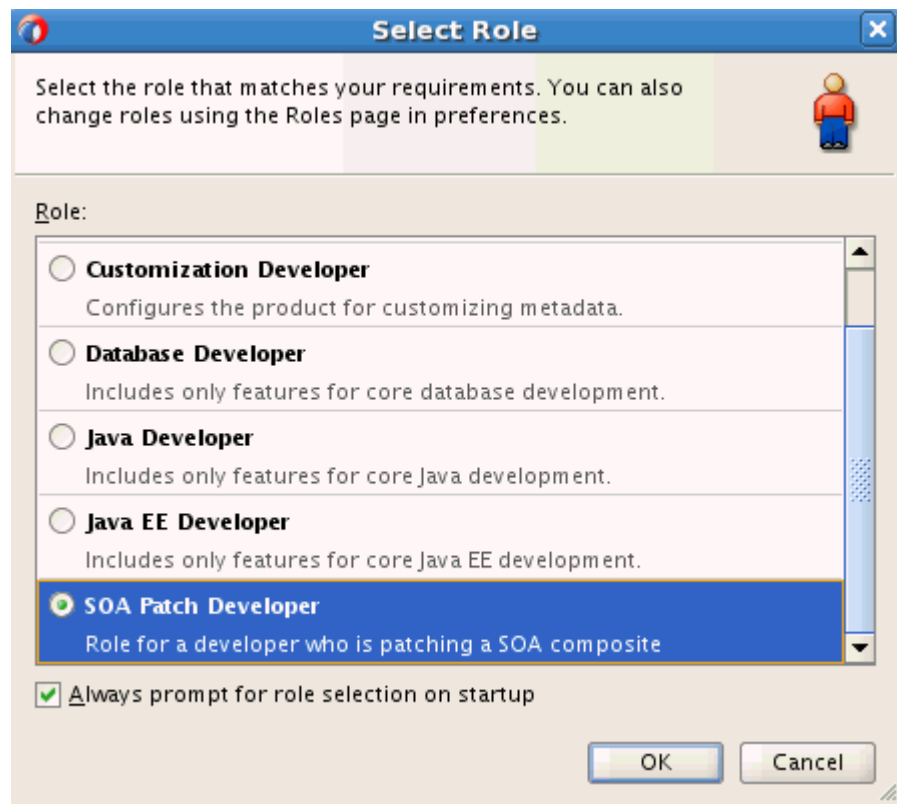 Select Role
Select the role that matches your requirements. You can also
change roles using the Roles page in preferences.
Role:
Customization Developer
Configures the product for customizing metadata.
Database Developer
Includes only features for core database development.
Java Developer
Includes only features for core Java development.
Java EE Developer
Includes only features for core Java EE development.
SOA Patch Developer
Role for a developer who is patching a SOA composite
Always prompt for role selection on startup
OK Cancel